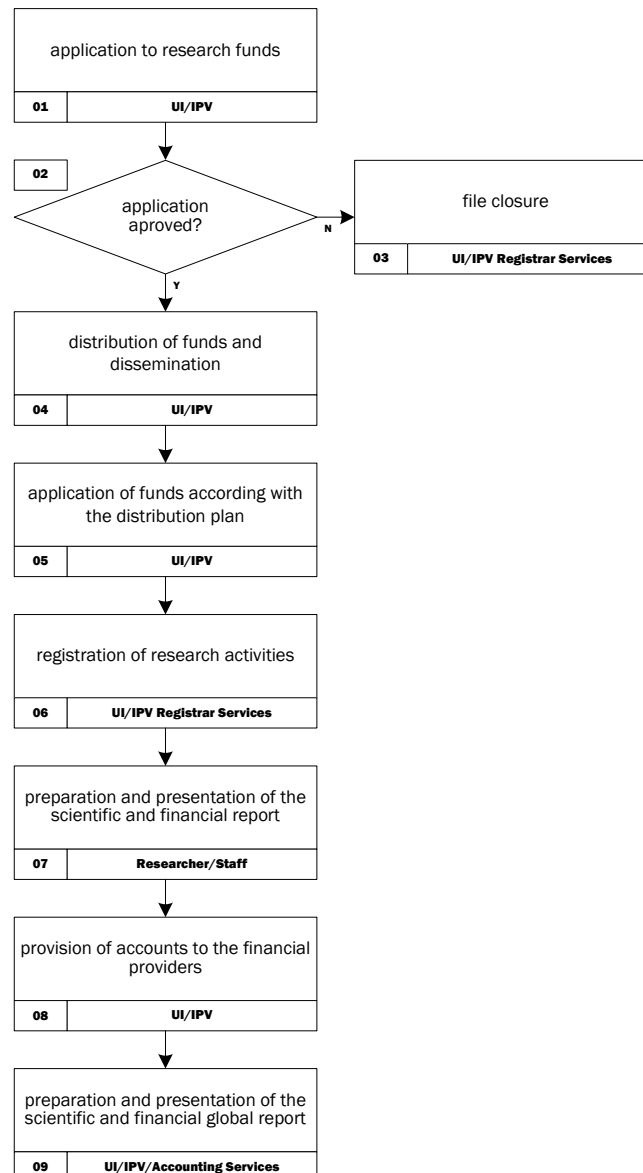 application to research funds
01 UI/IPV
02
application
aproved?
N
file closure
03 UI/IPV Registrar Services
Y
distribution of funds and
dissemination
04 UI/IPV
application of funds according with
the distribution plan
05 UI/IPV
registration of research activities
06 UI/IPV Registrar Services
preparation and presentation of the
scientific and financial report
07 Researcher/Staff
provision of accounts to the financial
providers
08 UI/IPV
preparation and presentation of the
scientific and financial global report
09 UI/IPV/Accounting Services